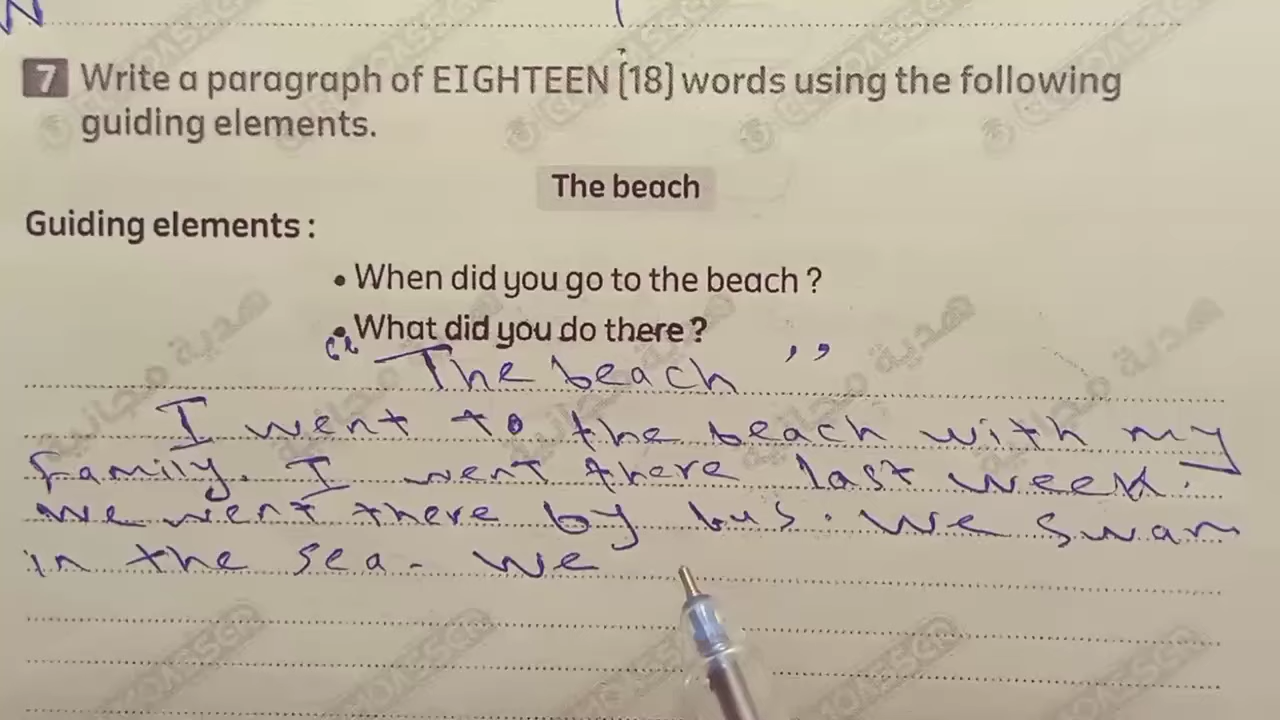 7 Write a paragraph of EIGHTEEN (18) words using the following
guiding elements.
The beach
Guiding elements :
• When did you go to the beach ?
• What did you do there ?
" The beach ,,
I went to the beach with my
family. I went there last week.
we went there by bus. We swam
in the sea. We